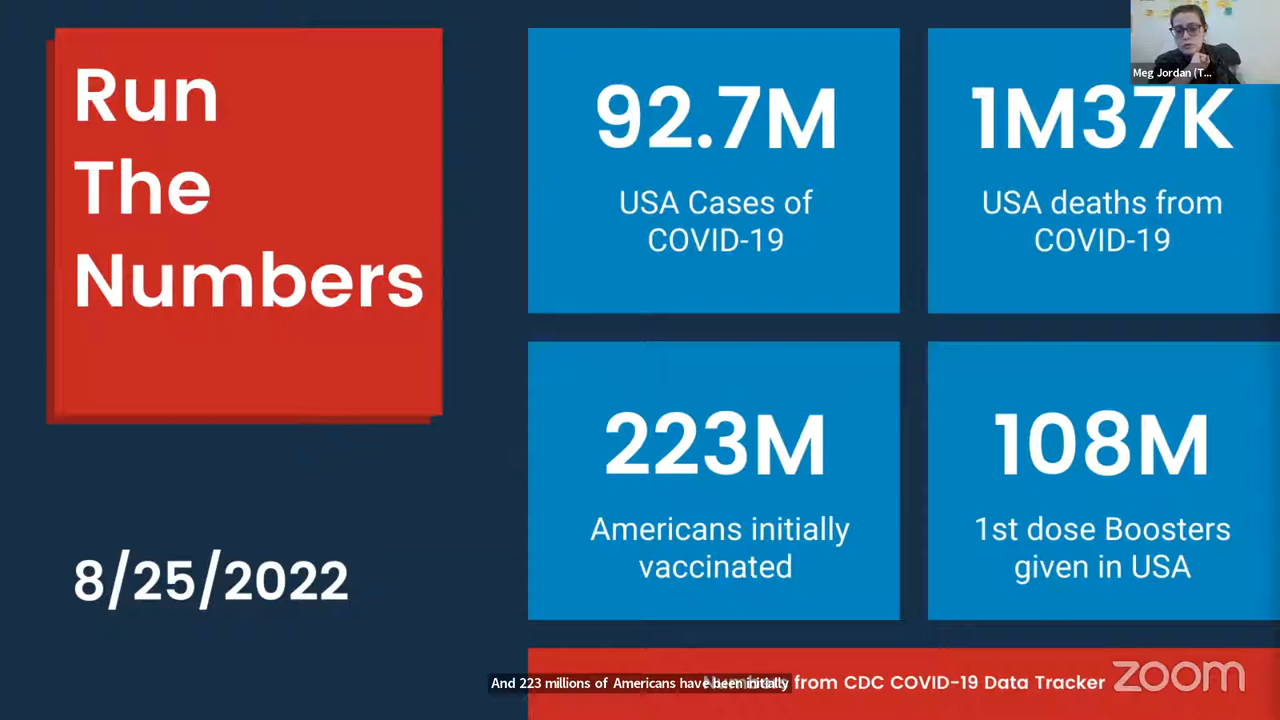 Run
The
Numbers
8/25/2022
92.7M
USA Cases of
COVID-19
1M37K
USA deaths from
COVID-19
223M
Americans initially
vaccinated
108M
1st dose Boosters
given in USA
Meg Jordan (T...
And 223 millions of Americans have been initially
from CDC COVID-19 Data Tracker
zoom